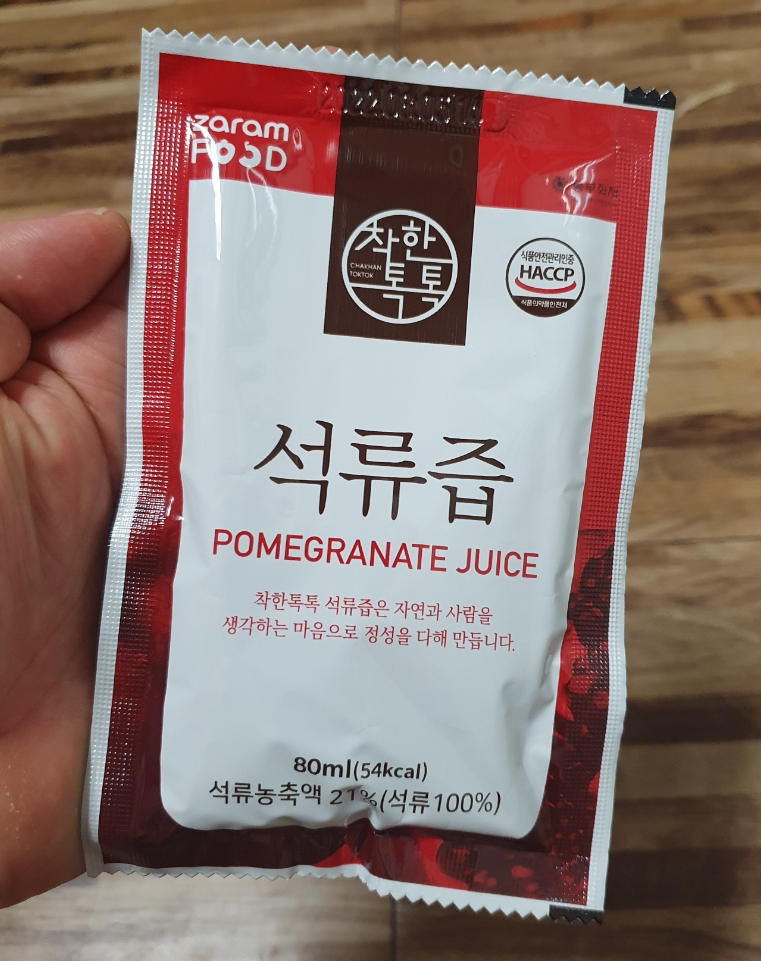 zaram
FOOD
착한
CHAKHAN
TOKTOK
톡톡
식품안전관리인증
HACCP
식품의약품안전처
석류즙
POMEGRANATE JUICE
착한톡톡 석류즙은 자연과 사람을
생각하는 마음으로 정성을 다해 만듭니다.
80ml(54kcal)
석류농축액 21%(석류100%)